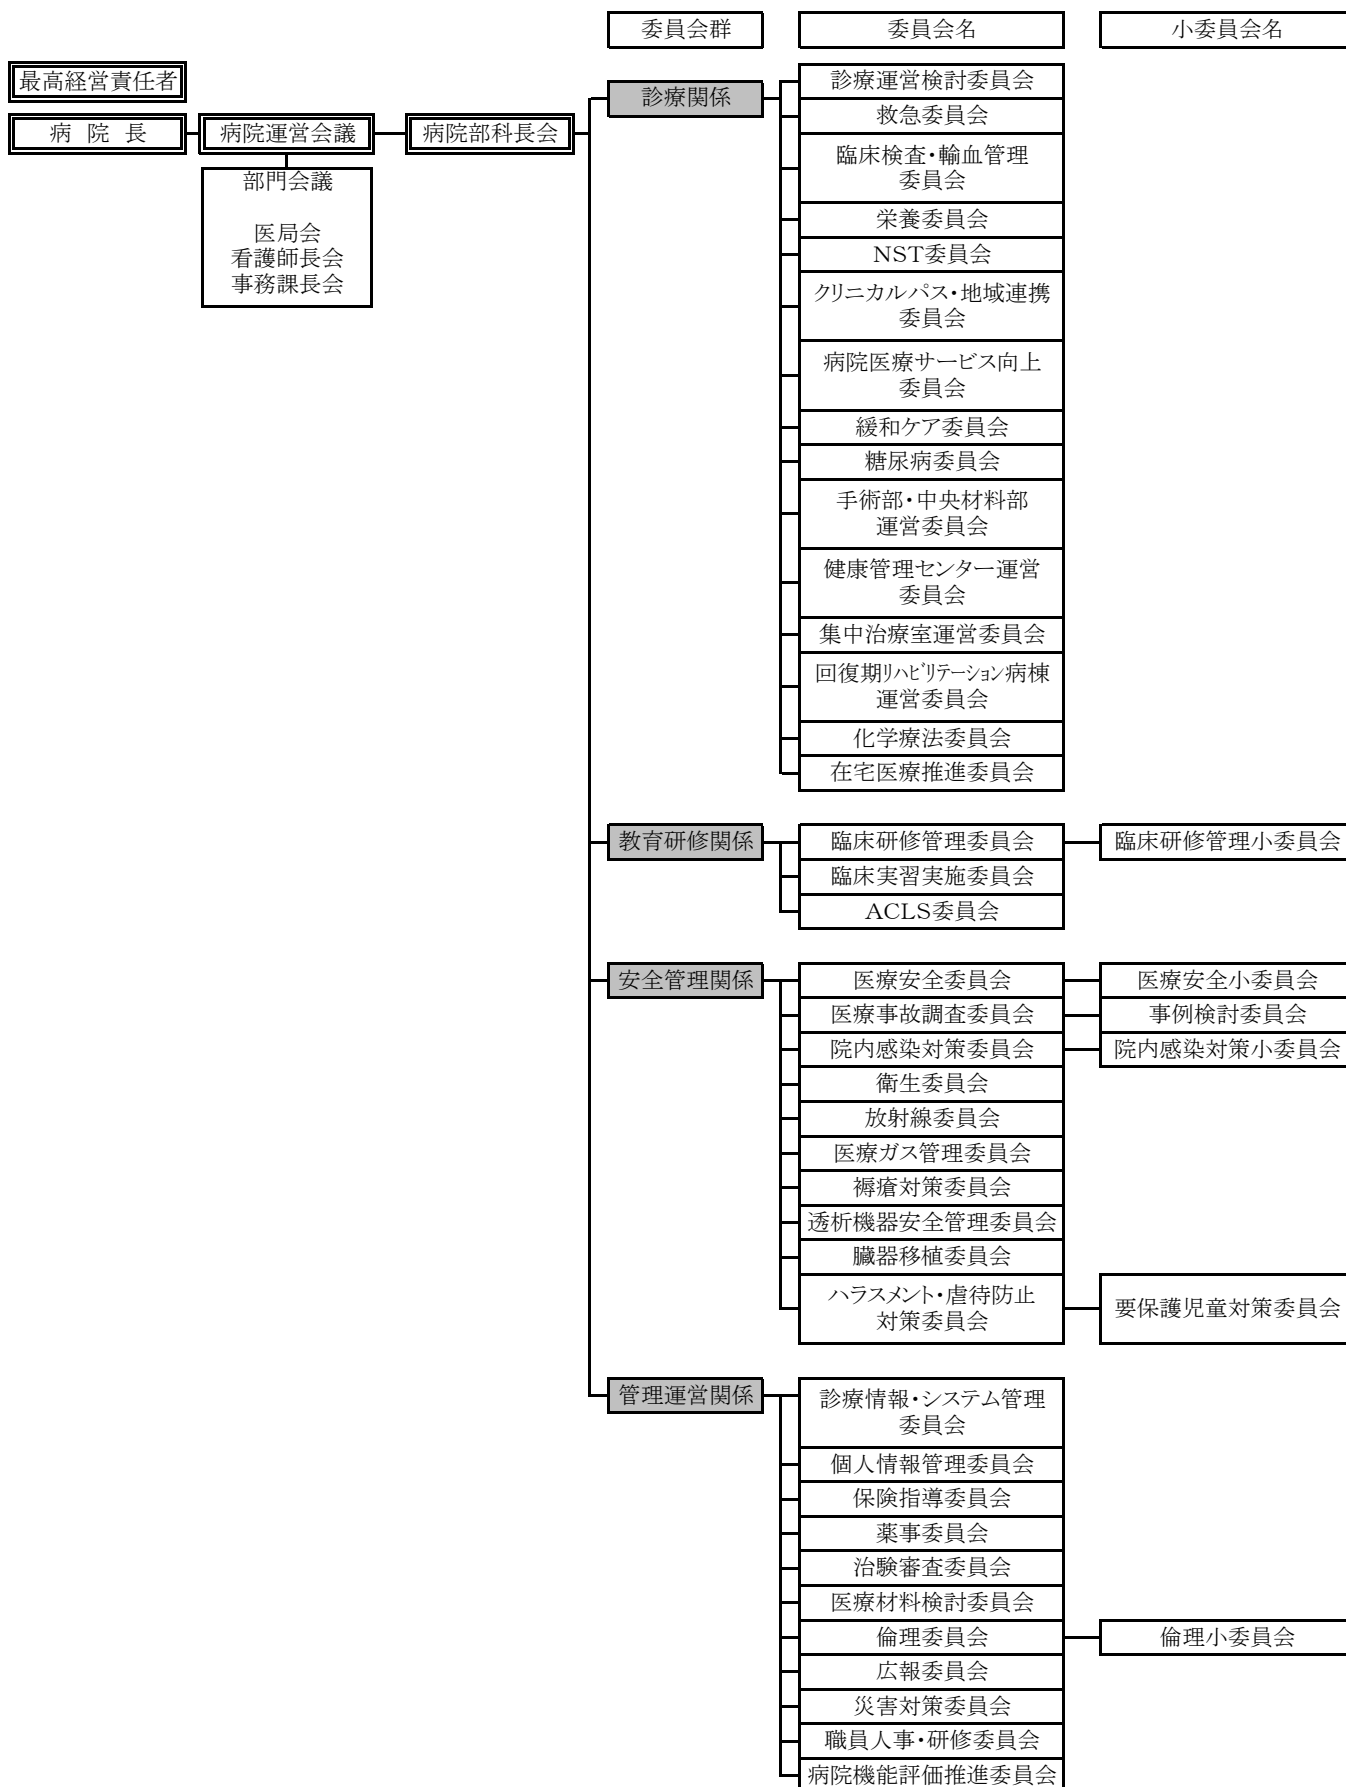 委員会群
委員会名
小委員会名
最高経営責任者
病 院 長
病院運営会議
病院部科長会
部門会議
医局会
看護師長会
事務課長会
診療関係
診療運営検討委員会
救急委員会
臨床検査・輸血管理
委員会
栄養委員会
NST委員会
クリニカルパス・地域連携
委員会
病院医療サービス向上
委員会
緩和ケア委員会
糖尿病委員会
手術部・中央材料部
運営委員会
健康管理センター運営
委員会
集中治療室運営委員会
回復期ﾘﾊﾋﾞﾘﾃｰｼｮﾝ病棟
運営委員会
化学療法委員会
在宅医療推進委員会
教育研修関係
臨床研修管理委員会
臨床研修管理小委員会
臨床実習実施委員会
ACLS委員会
安全管理関係
医療安全委員会
医療安全小委員会
医療事故調査委員会
事例検討委員会
院内感染対策委員会
院内感染対策小委員会
衛生委員会
放射線委員会
医療ガス管理委員会
褥瘡対策委員会
透析機器安全管理委員会
臓器移植委員会
ハラスメント・虐待防止
対策委員会
要保護児童対策委員会
管理運営関係
診療情報・システム管理
委員会
個人情報管理委員会
保険指導委員会
薬事委員会
治験審査委員会
医療材料検討委員会
倫理委員会
倫理小委員会
広報委員会
災害対策委員会
職員人事・研修委員会
病院機能評価推進委員会